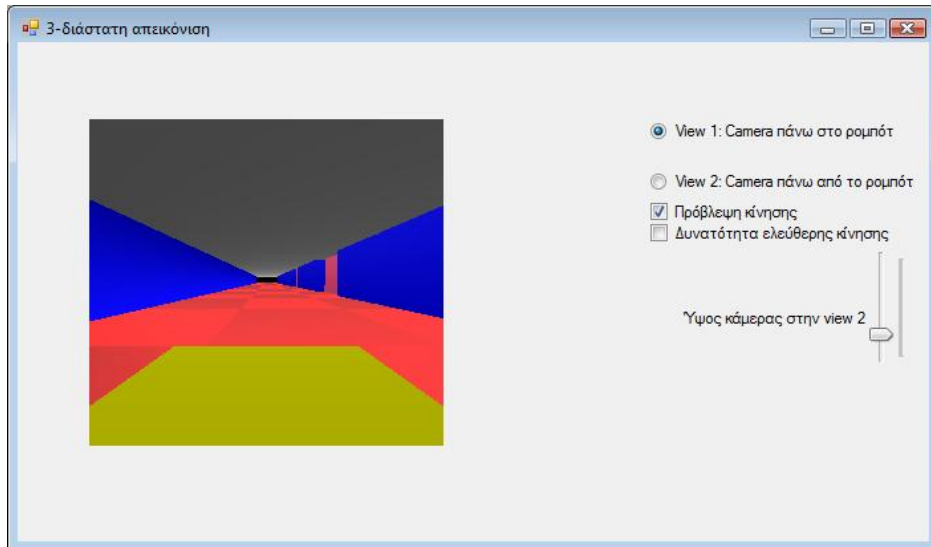 3-διάστατη απεικόνιση
View 1: Camera πάνω στο ρομπότ
View 2: Camera πάνω από το ρομπότ
Πρόβλεψη κίνησης
Δυνατότητα ελεύθερης κίνησης
Ύψος κάμερας στην view 2